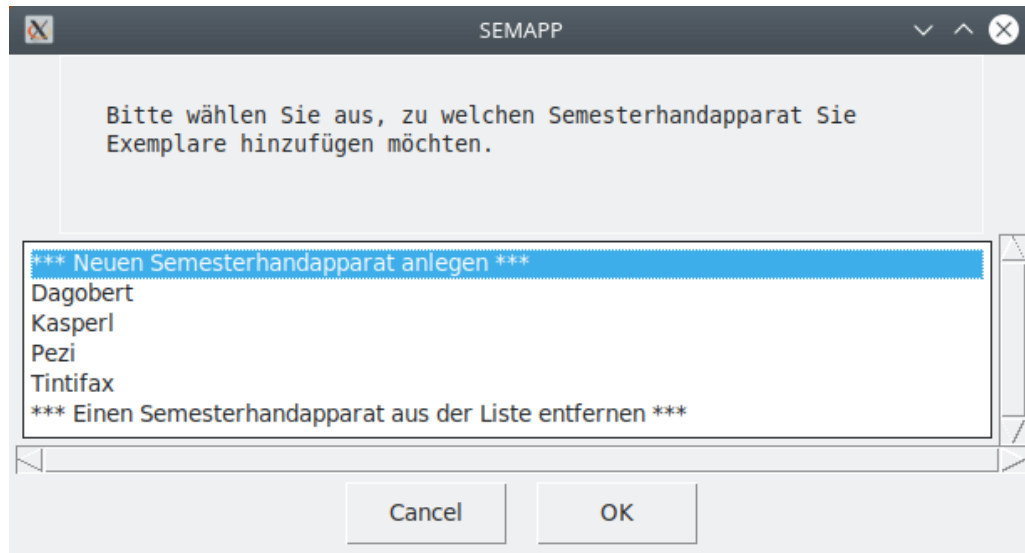 SEMAPP
Bitte wählen Sie aus, zu welchen Semesterhandapparat Sie
Exemplare hinzufügen möchten.
*** Neuen Semesterhandapparat anlegen ***
Dagobert
Kasperl
Pezi
Tintifax
*** Einen Semesterhandapparat aus der Liste entfernen ***
Cancel OK